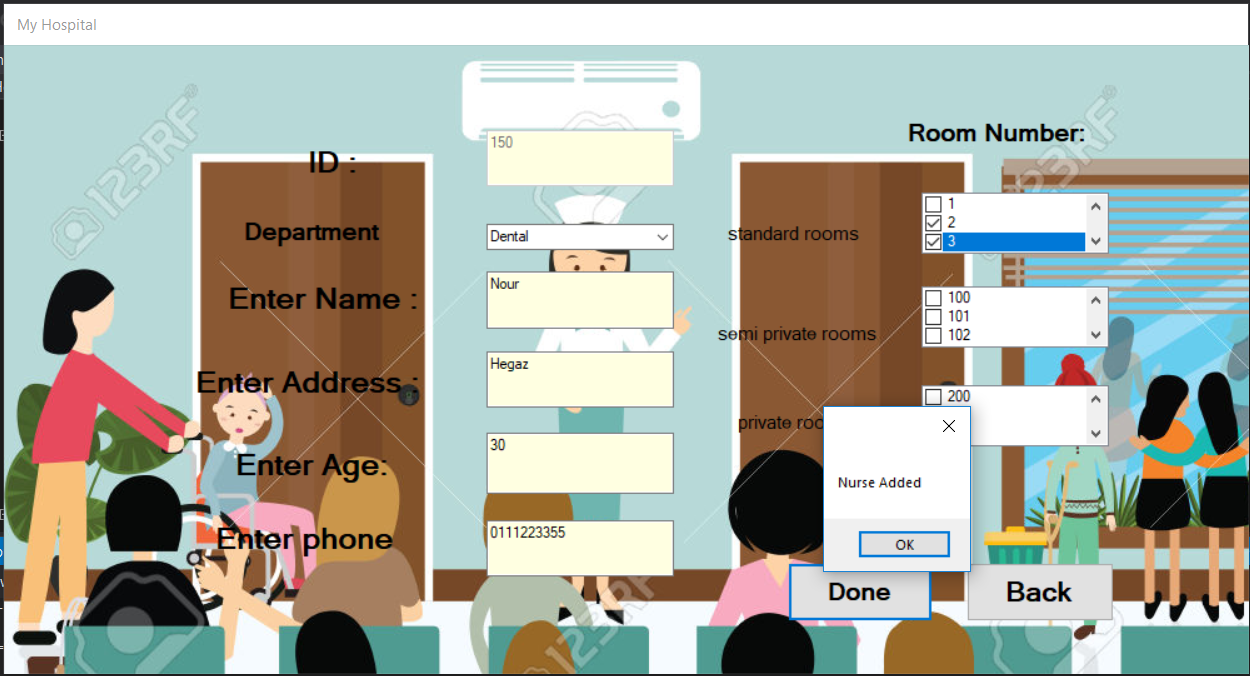 My Hospital
123RF®
123RF®
ID :
150
Room Number:
Department
Dental
standard rooms
1
2
3
Enter Name :
Nour
semi private rooms
100
101
102
Enter Address :
Hegaz
private roo
200
Enter Age:
30
Nurse Added
OK
Enter phone
0111223355
Done
Back
123RF